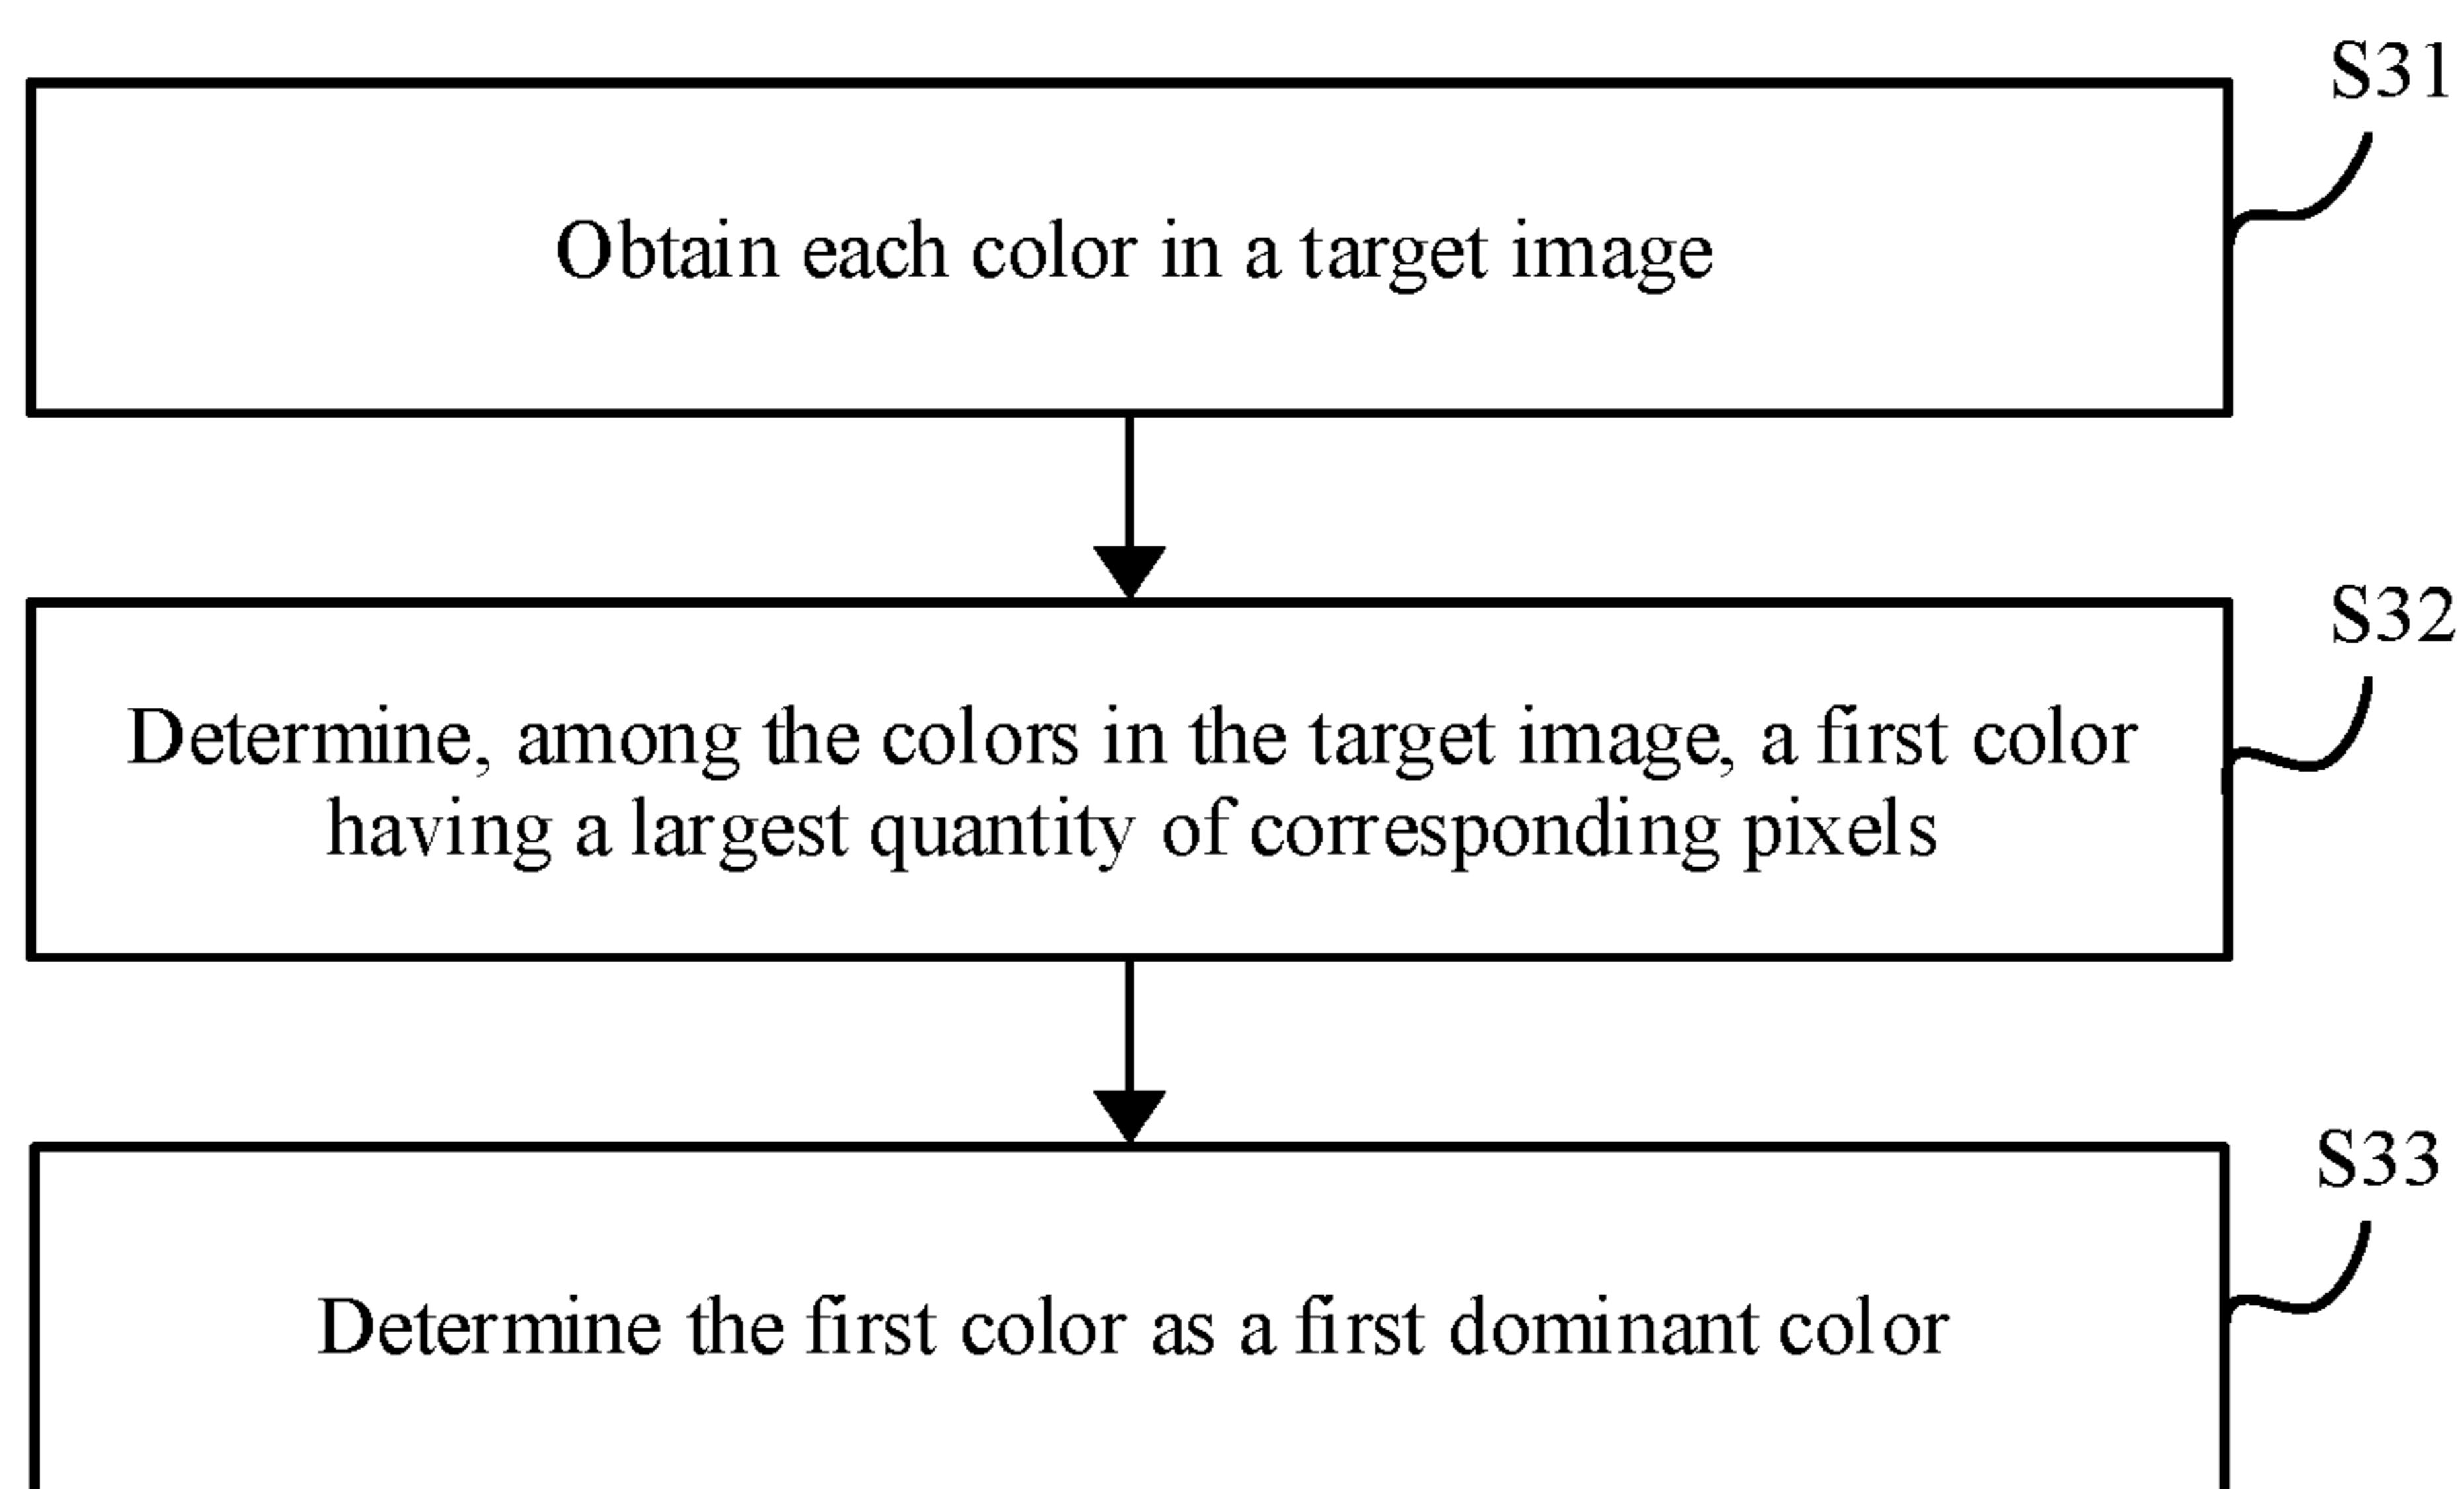 S31
Obtain each color in a target image
S32
Determine, among the colors in the target image, a first color
having a largest quantity of corresponding pixels
S33
Determine the first color as a first dominant color